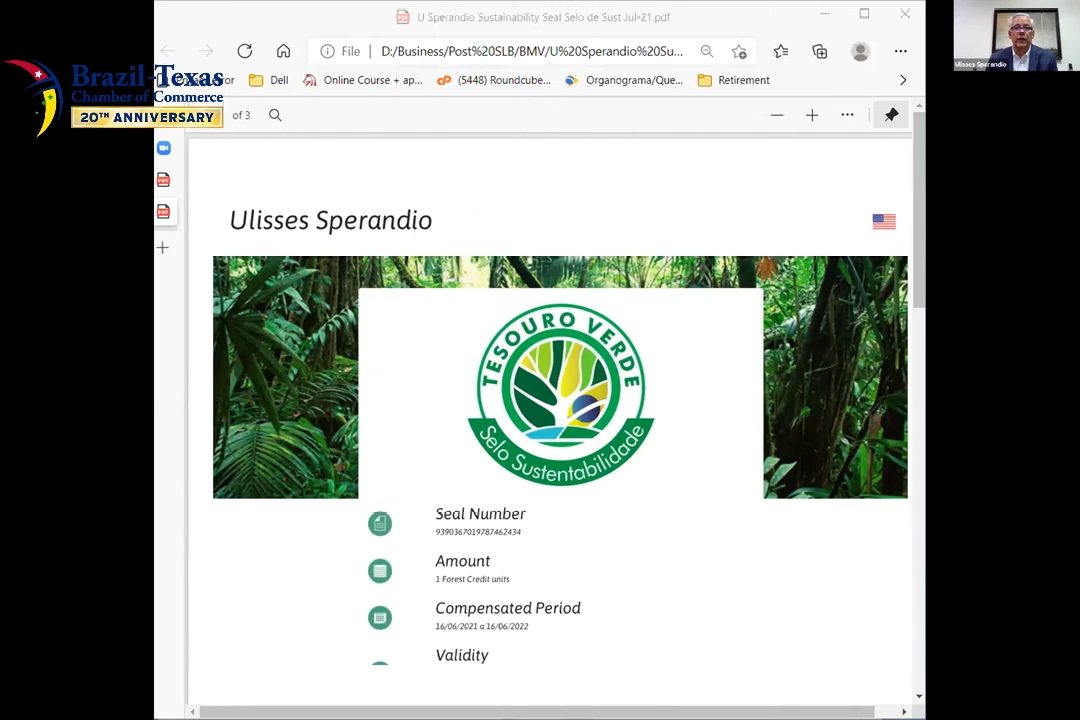 U Sperandio Sustainability Seal Selo de Sust Jul-21.pdf
File
D:/Business/Post%20SLB/BMV/U%20Sperandio%20Su...
Dell
Online Course + ap...
(5448) Roundcube...
Organograma/Que...
Retirement
Brazil-Texas
Chamber of Commerce
20TH ANNIVERSARY
of 3
Ulisses Sperandio
Ulisses Sperandio
TESOURO VERDE
Selo Sustentabilidade
Seal Number
9390367019787462434
Amount
1 Forest Credit units
Compensated Period
16/06/2021 a 16/06/2022
Validity